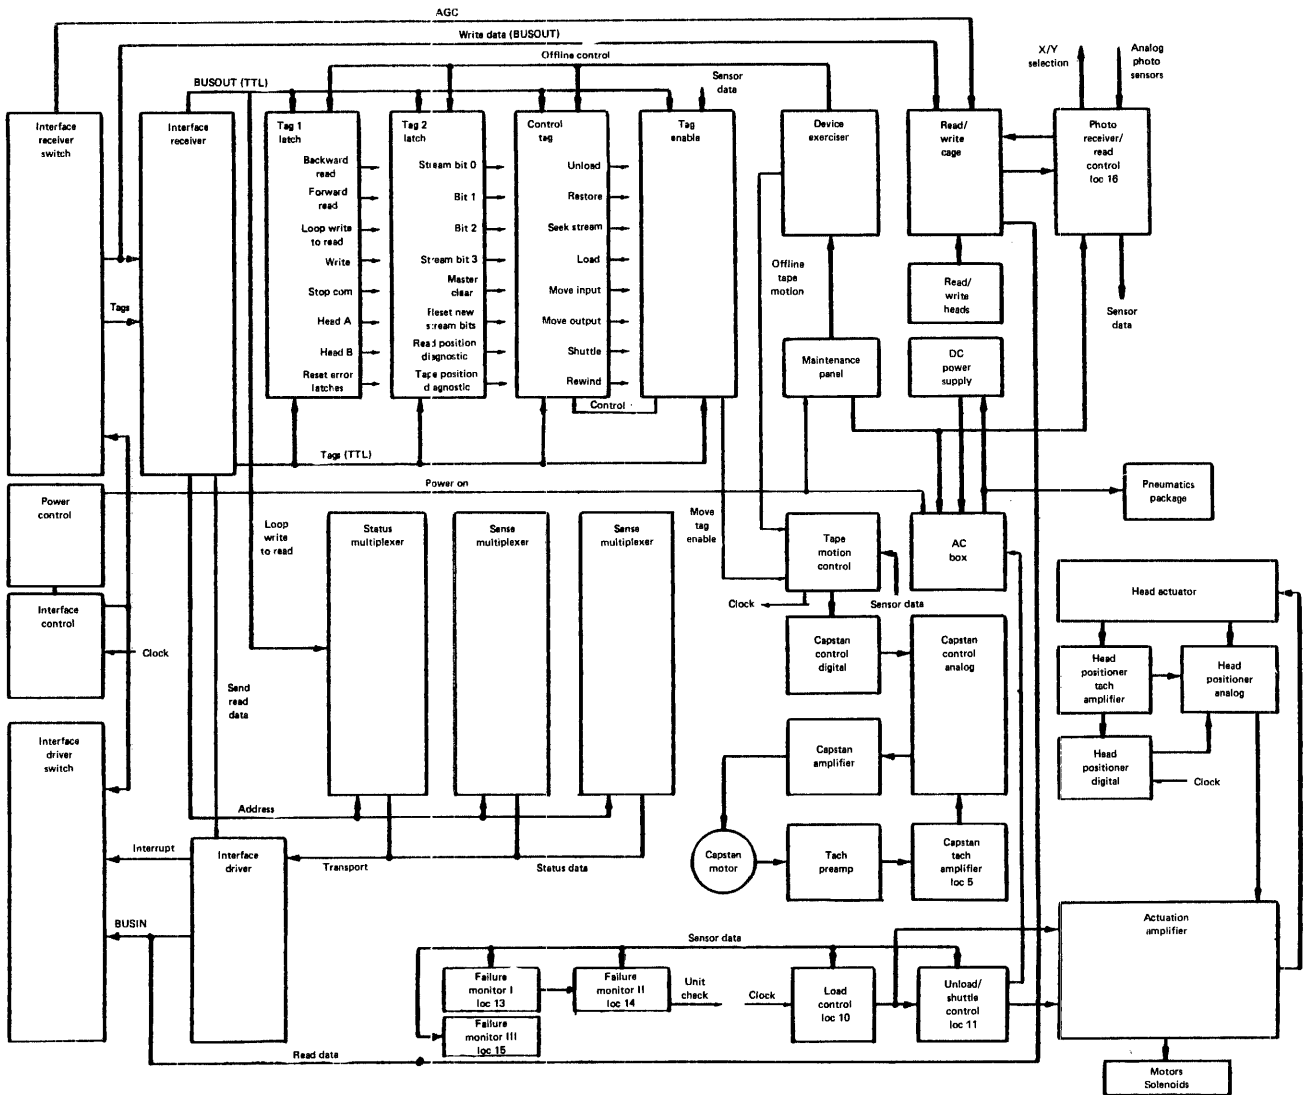 AGC
Write data (BUSOUT)
Offline control
BUSOUT (TTL)
Sensor
data
X/Y
selection
Analog
photo
sensors
Interface
receiver
switch
Interface
receiver
Tag 1
latch
Backward
read
Forward
read
Loop write
to read
Write
Stop com
Head A
Head B
Reset error
latches
Tag 2
latch
Stream bit 0
Bit 1
Bit 2
Stream bit 3
Master
clear
Reset new
stream bits
Read position
diagnostic
Tape position
diagnostic
Control
tag
Unload
Restore
Seek stream
Load
Move input
Move output
Shuttle
Rewind
Tag
enable
Control
Device
exerciser
Read/
write
cage
Photo
receiver/
read
control
loc 16
Tags
Offline
tape
motion
Read/
write
heads
Sensor
data
Maintenance
panel
DC
power
supply
Tags (TTL)
Power on
Power
control
Pneumatics
package
Loop
write
to read
Status
multiplexer
Sense
multiplexer
Sense
multiplexer
Move
tag
enable
Tape
motion
control
AC
box
Clock
Sensor data
Interface
control
Clock
Head actuator
Capstan
control
digital
Capstan
control
analog
Head
positioner
tach
amplifier
Head
positioner
analog
Send
read
data
Interface
driver
switch
Capstan
amplifier
Head
positioner
digital
Clock
Address
Interrupt
Interface
driver
Transport
Status data
Capstan
motor
Tach
preamp
Capstan
tach
amplifier
loc 5
BUSIN
Sensor data
Actuation
amplifier
Failure
monitor I
loc 13
Failure
monitor II
loc 14
Unit
check
Clock
Load
control
loc 10
Unload/
shuttle
control
loc 11
Failure
monitor III
loc 15
Read data
Motors
Solenoids